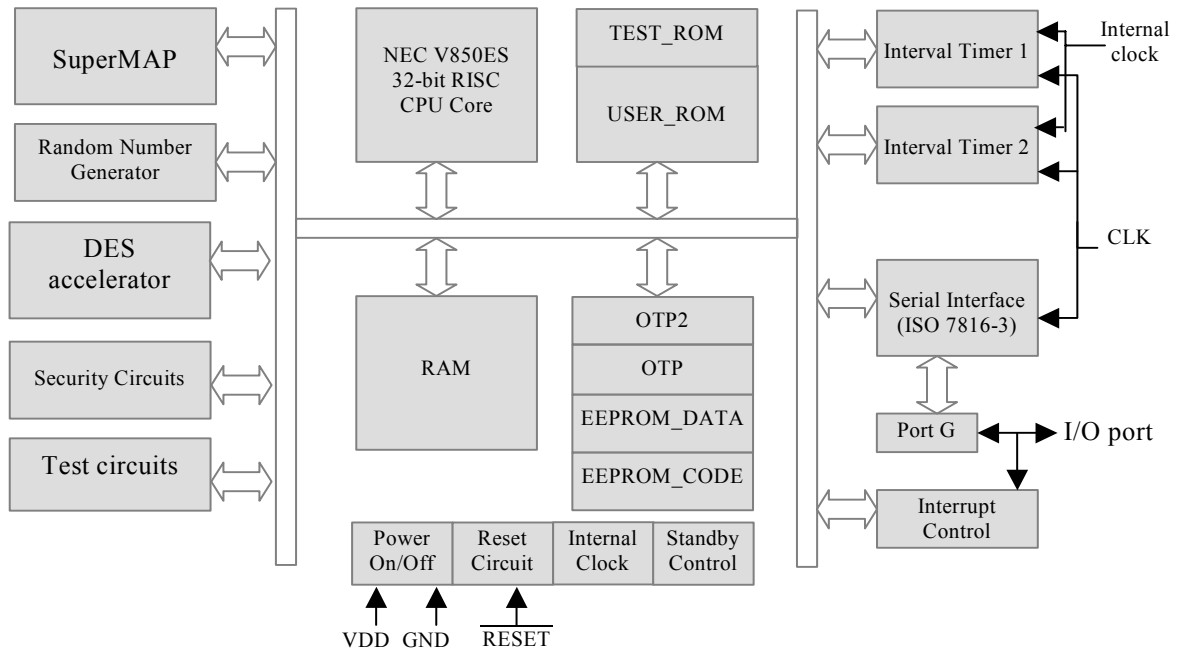 SuperMAP
Random Number
Generator
DES
accelerator
Security Circuits
Test circuits
NEC V850ES
32-bit RISC
CPU Core
TEST_ROM
USER_ROM
RAM
OTP2
OTP
EEPROM_DATA
EEPROM_CODE
Power
On/Off
Reset
Circuit
Internal
Clock
Standby
Control
VDD
GND
RESET
Interval Timer 1
Interval Timer 2
Internal
clock
CLK
Serial Interface
(ISO 7816-3)
Port G
I/O port
Interrupt
Control